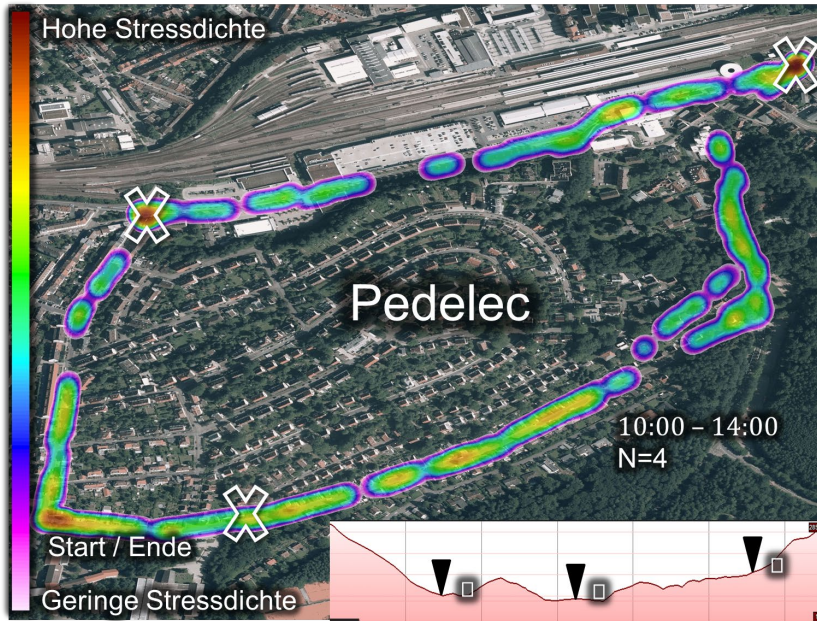 Hohe Stressdichte
Pedelec
10:00 – 14:00
N=4
Start / Ende
Geringe Stressdichte